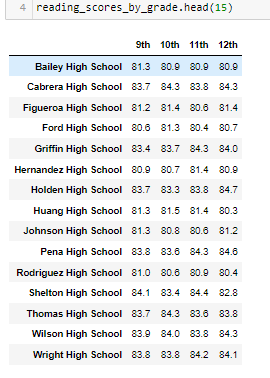 4 reading_scores_by_grade.head(15)
9th 10th 11th 12th
Bailey High School 81.3 80.9 80.9 80.9
Cabrera High School 83.7 84.3 83.8 84.3
Figueroa High School 81.2 81.4 80.6 81.4
Ford High School 80.6 81.3 80.4 80.7
Griffin High School 83.4 83.7 84.3 84.0
Hernandez High School 80.9 80.7 81.4 80.9
Holden High School 83.7 83.3 83.8 84.7
Huang High School 81.3 81.5 81.4 80.3
Johnson High School 81.3 80.8 80.6 81.2
Pena High School 83.8 83.6 84.3 84.6
Rodriguez High School 81.0 80.6 80.9 80.4
Shelton High School 84.1 83.4 84.4 82.8
Thomas High School 83.7 84.3 83.6 83.8
Wilson High School 83.9 84.0 83.8 84.3
Wright High School 83.8 83.8 84.2 84.1